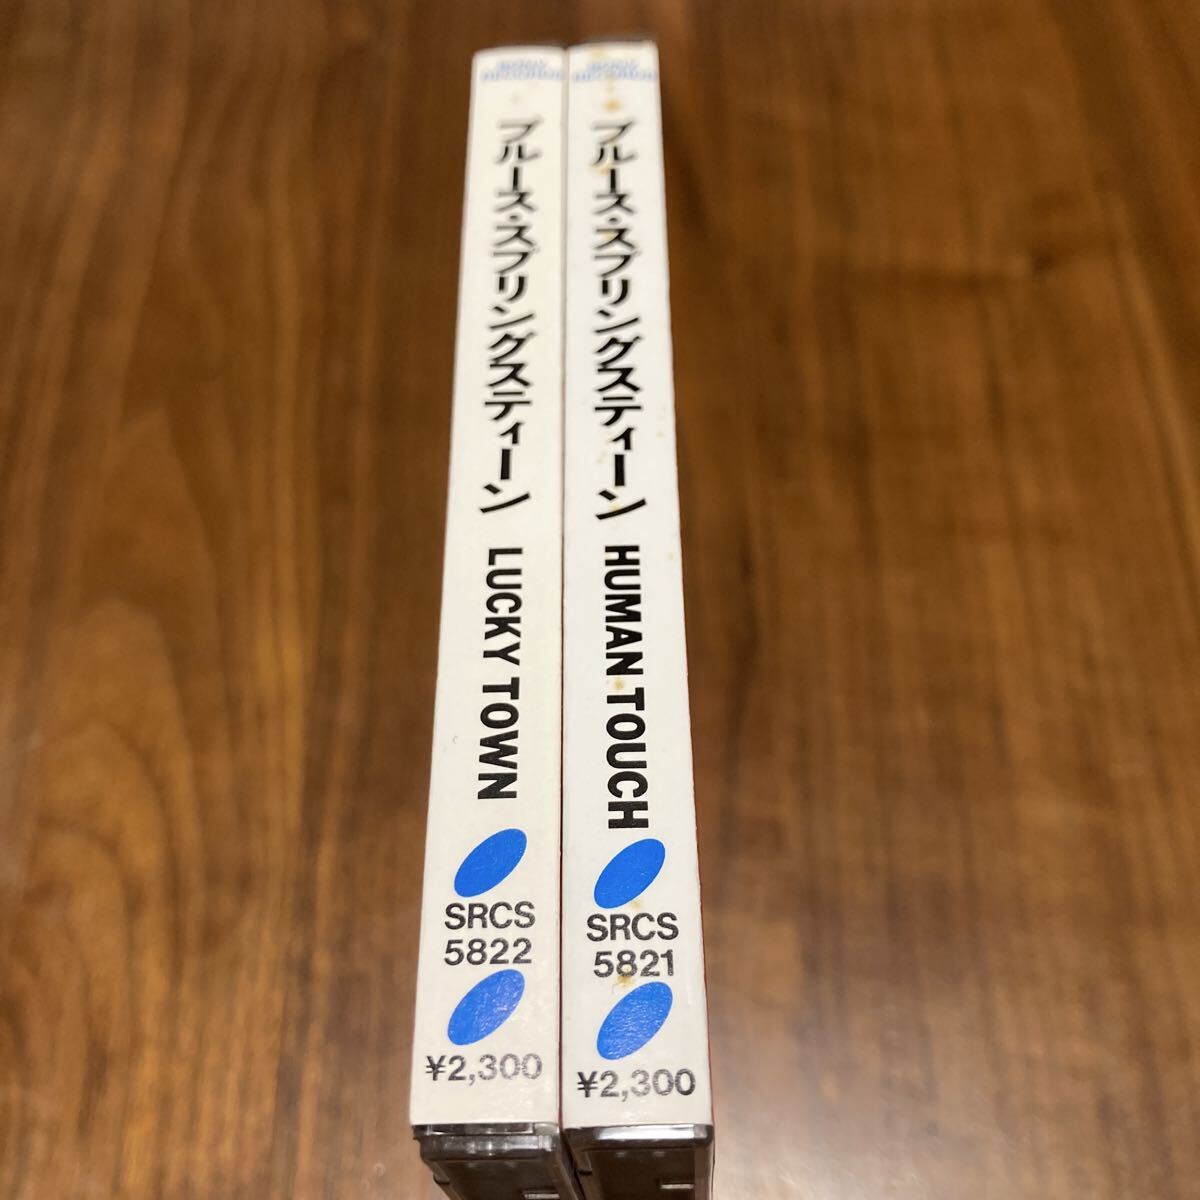 ブルース・スプリングスティーン LUCKY TOWN
SRCS
5822
¥2,300
ブルース・スプリングスティーン HUMAN TOUCH
SRCS
5821
¥2,300